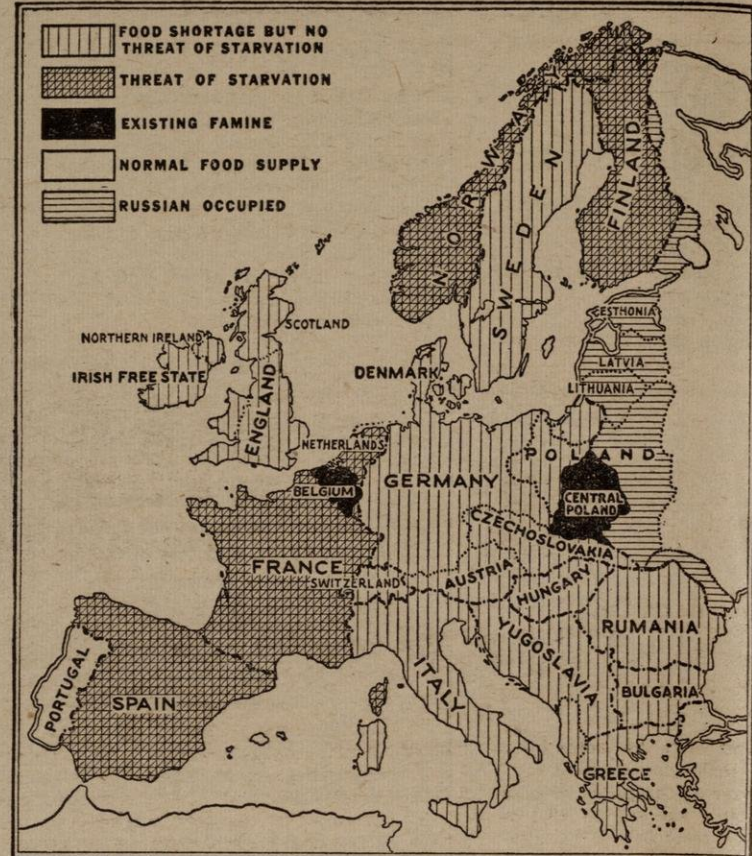 FOOD SHORTAGE BUT NO
THREAT OF STARVATION
THREAT OF STARVATION
EXISTING FAMINE
NORMAL FOOD SUPPLY
RUSSIAN OCCUPIED
NORWAY
SWEDEN
FINLAND
SCOTLAND
NORTHERN IRELAND
IRISH FREE STATE
ENGLAND
DENMARK
ESTHONIA
LATVIA
LITHUANIA
NETHERLANDS
BELGIUM
GERMANY
POLAND
CENTRAL
POLAND
CZECHOSLOVAKIA
FRANCE
SWITZERLAND
AUSTRIA
HUNGARY
RUMANIA
YUGOSLAVIA
ITALY
BULGARIA
PORTUGAL
SPAIN
GREECE